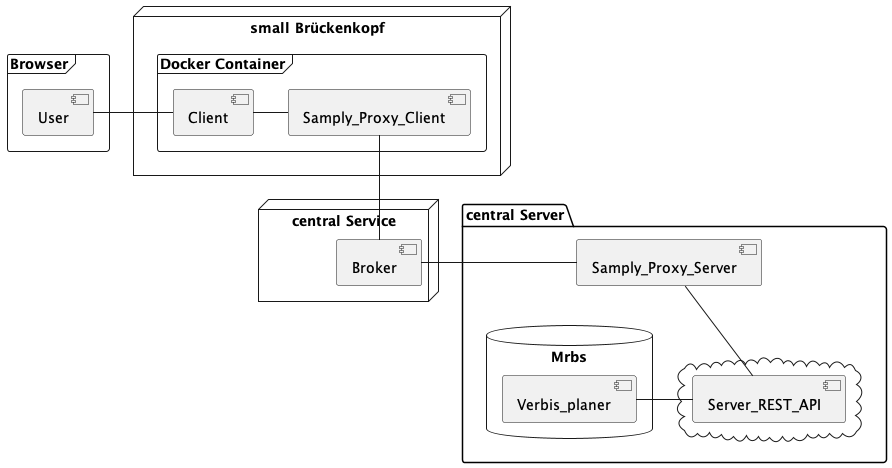 small Brückenkopf
Browser
Docker Container
User
Client
Samply_Proxy_Client
central Service
central Server
Broker
Samply_Proxy_Server
Mrbs
Verbis_planer
Server_REST_API